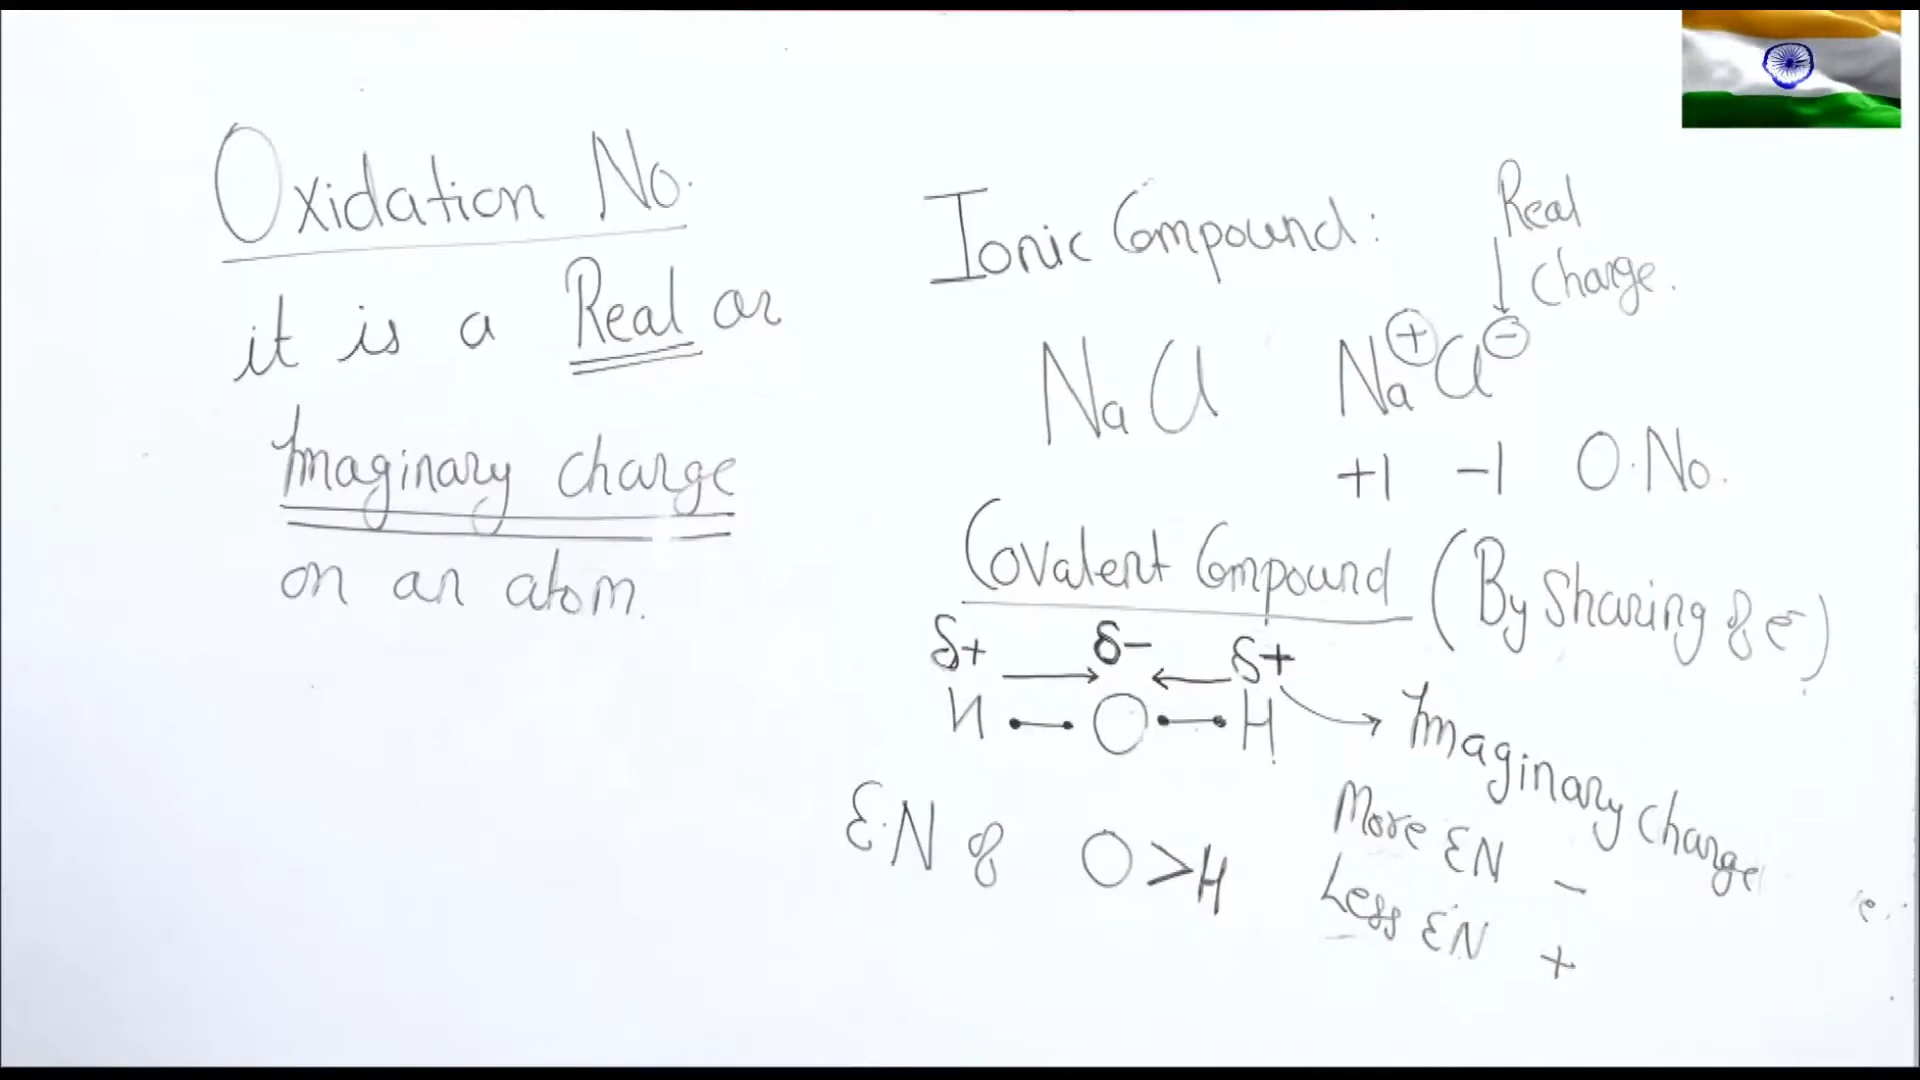 Oxidation No.
it is a Real or
Imaginary charge
on an atom.
Ionic Compound:
Real
Charge.
NaCl Na⊕Cl⊖
+1 -1 O.No.
Covalent Compound (By Sharing of e⁻)
δ+ δ- δ+
H O H
Imaginary Charge
E.N of O > H
More EN -
Less EN +